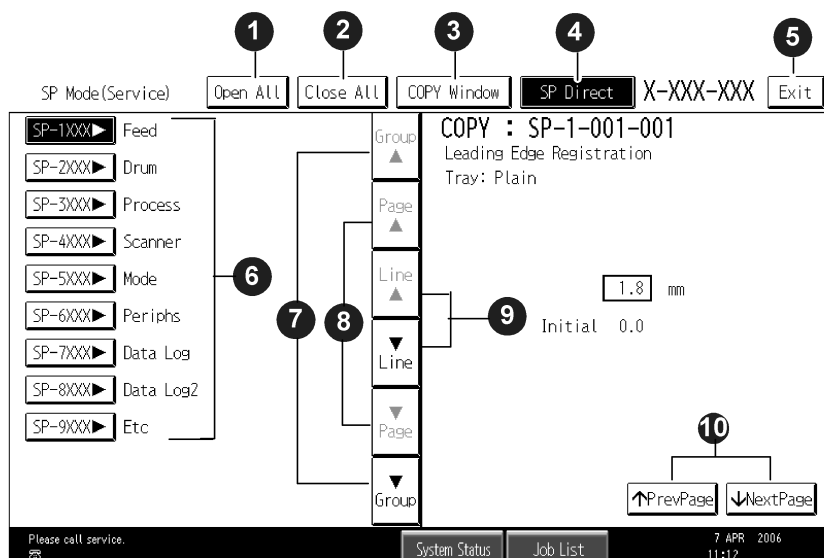 1 2 3 4 5
SP Mode(Service) Open All Close All COPY Window SP Direct X-XXX-XXX Exit
SP-1XXX▶ Feed
SP-2XXX▶ Drum
SP-3XXX▶ Process
SP-4XXX▶ Scanner
SP-5XXX▶ Mode
SP-6XXX▶ Periphs
SP-7XXX▶ Data Log
SP-8XXX▶ Data Log2
SP-9XXX▶ Etc
6
7
8
Group
▲
Page
▲
Line
▲
▼
Line
▼
Page
▼
Group
9
COPY : SP-1-001-001
Leading Edge Registration
Tray: Plain
1.8 mm
Initial 0.0
10
↑PrevPage ↓NextPage
Please call service.
System Status Job List
7 APR 2006
11:12